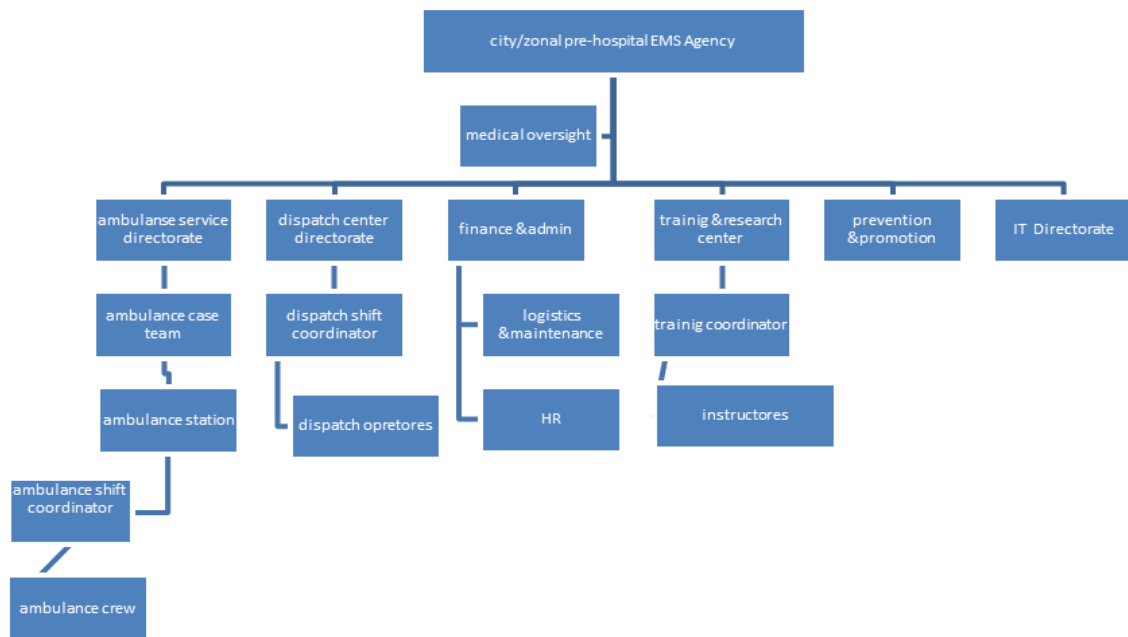 city/zonal pre-hospital EMS Agency
medical oversight
ambulanse service
directorate
dispatch center
directorate
finance &admin
trainig &research
center
prevention
&promotion
IT Directorate
ambulance case
team
dispatch shift
coordinator
logistics
&maintenance
trainig coordinator
ambulance station
dispatch opretores
HR
instructores
ambulance shift
coordinator
ambulance crew